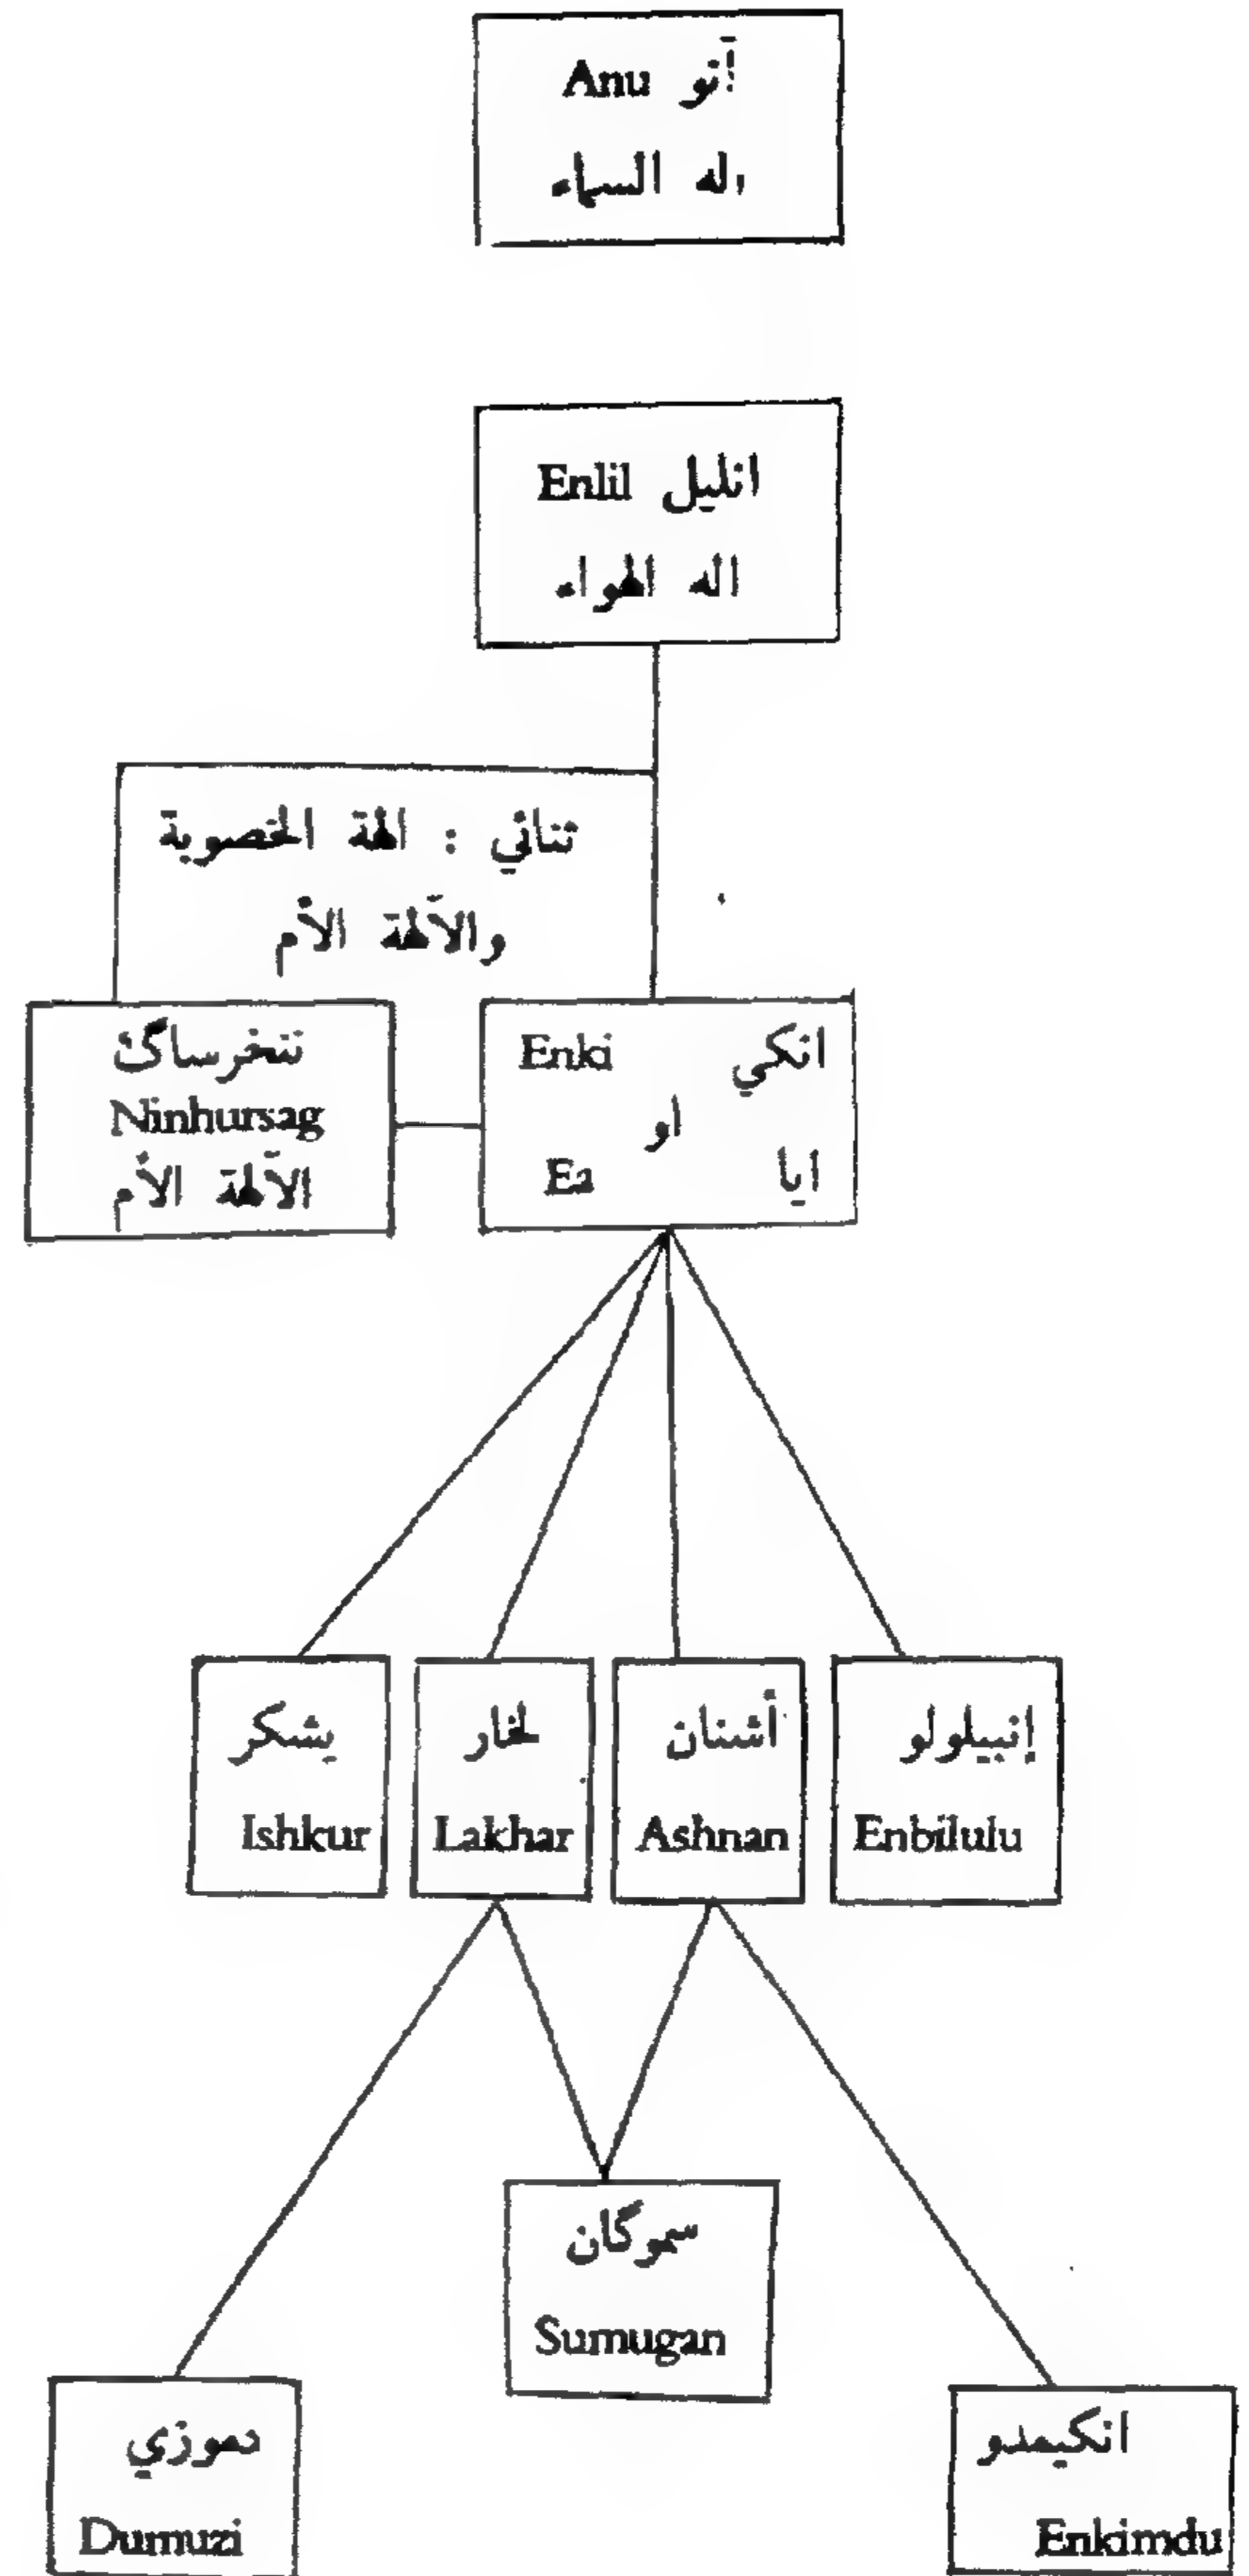 آنو Anu
إله السماء
انليل Enlil
اله الهواء
ثنائي : الهة الخصوبة
والآلهة الأم
ننخرساگ
Ninhursag
الآلهة الأم
انكي Enki
او
ايا Ea
يشكر
Ishkur
لخار
Lakhar
أشنان
Ashnan
إنبيلولو
Enbilulu
سموگان
Sumugan
دموزي
Dumuzi
انكيمدو
Enkimdu